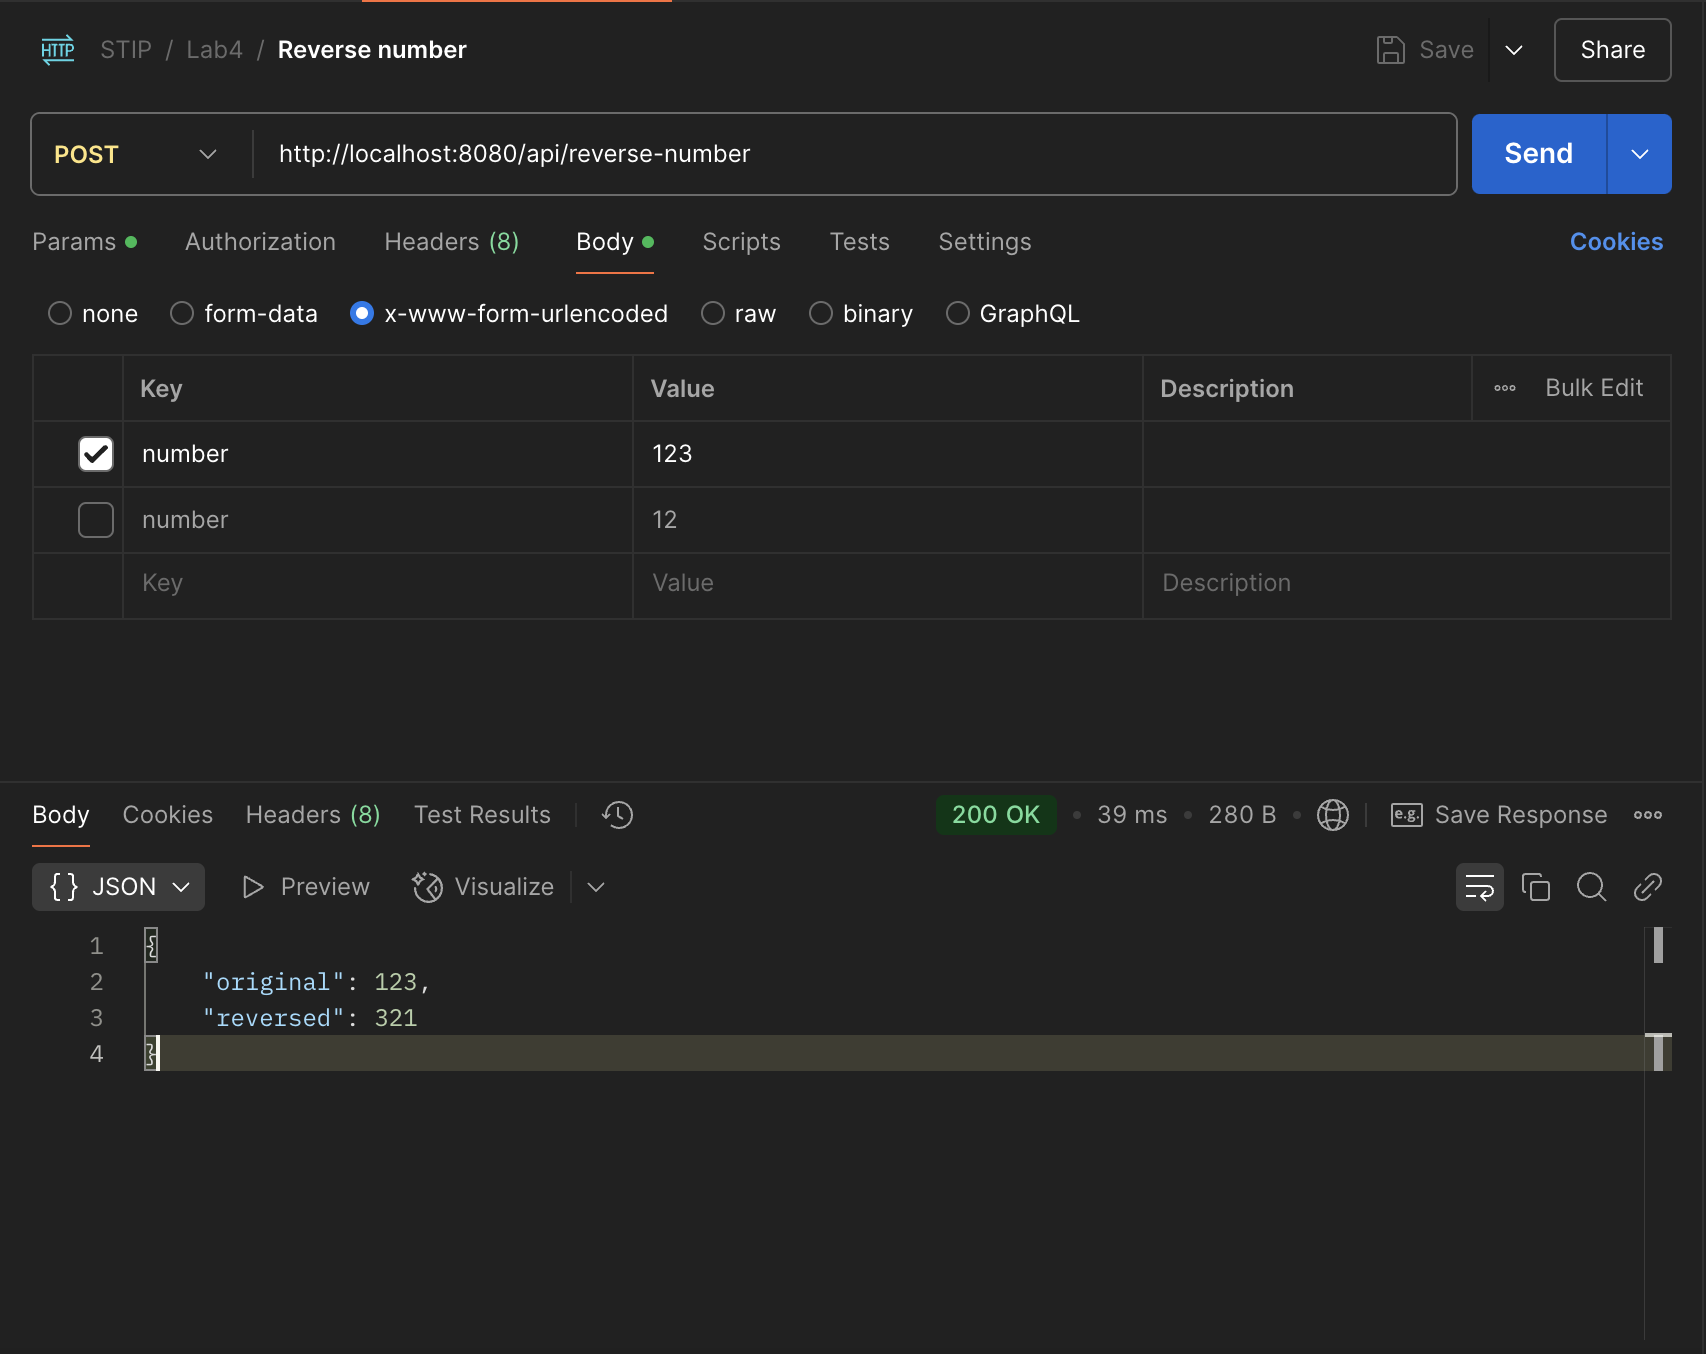 HTTP STIP / Lab4 / Reverse number Save Share
POST http://localhost:8080/api/reverse-number Send
Params Authorization Headers (8) Body Scripts Tests Settings Cookies
none form-data x-www-form-urlencoded raw binary GraphQL
Key Value Description Bulk Edit
number 123
number 12
Key Value Description
Body Cookies Headers (8) Test Results 200 OK • 39 ms • 280 B • e.g. Save Response
{} JSON Preview Visualize
1 {
2 "original": 123,
3 "reversed": 321
4 }